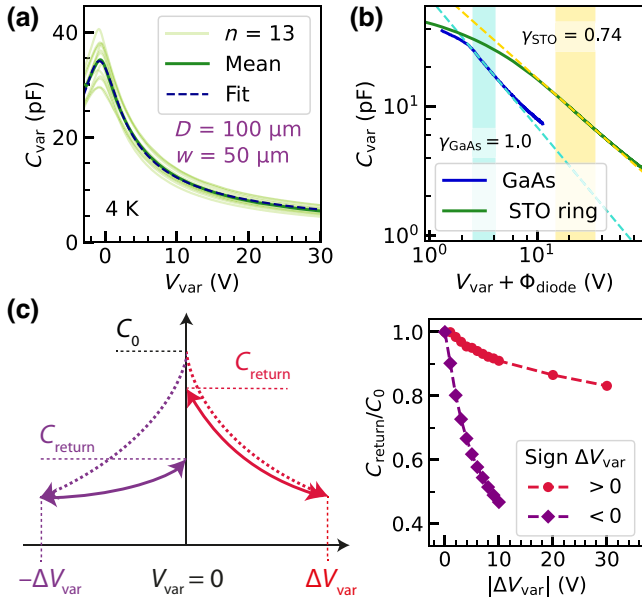 (a)
40
20
0
C_var (pF)
n = 13
Mean
Fit
D = 100 μm
w = 50 μm
4 K
0
10
20
30
V_var (V)
(b)
γ_STO = 0.74
10^1
10^0
C_var (pF)
γ_GaAs = 1.0
GaAs
STO ring
10^0
10^1
V_var + Φ_diode (V)
(c)
C_0
C_return
C_return
−ΔV_var
V_var = 0
ΔV_var
1.0
0.8
0.6
0.4
C_return/C_0
Sign ΔV_var
> 0
< 0
0
10
20
30
|ΔV_var| (V)